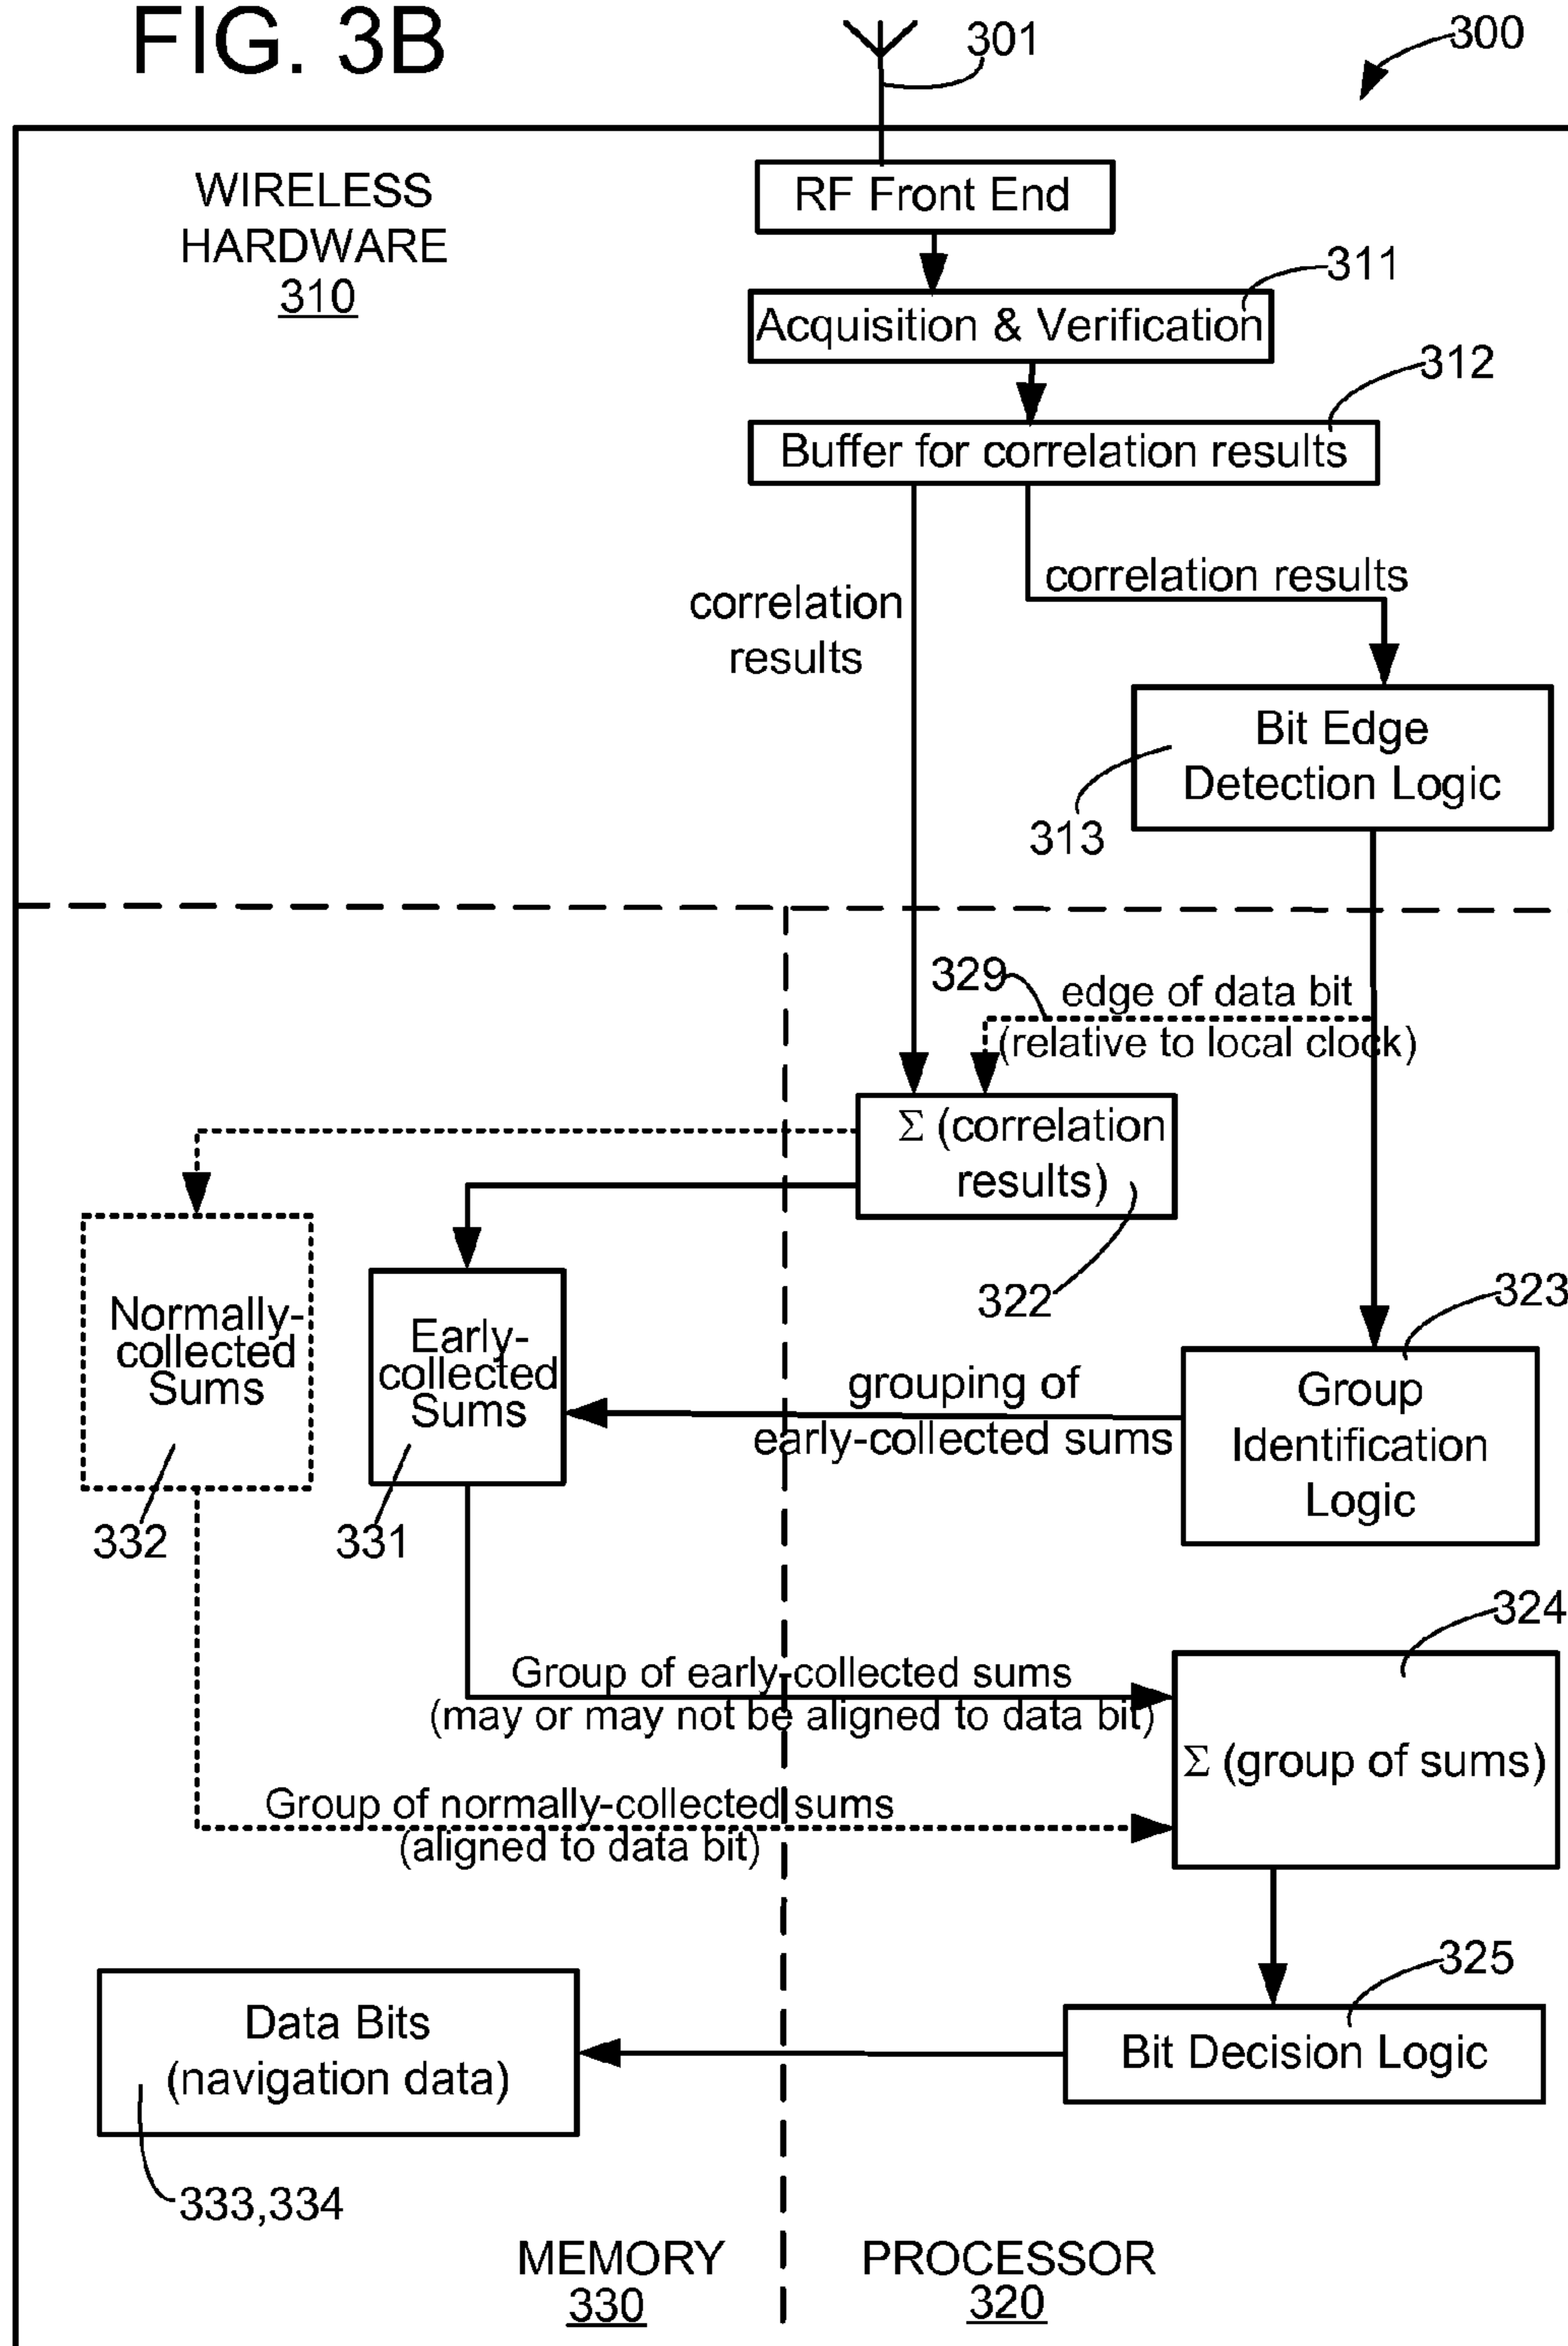 FIG. 3B
301
300
WIRELESS
HARDWARE
310
RF Front End
311
Acquisition & Verification
312
Buffer for correlation results
correlation results
correlation
results
Bit Edge
Detection Logic
313
329
edge of data bit
(relative to local clock)
Σ (correlation
results)
322
323
Normally-
collected
Sums
332
Early-
collected
Sums
331
grouping of
early-collected sums
Group
Identification
Logic
324
Group of early-collected sums
(may or may not be aligned to data bit)
Σ (group of sums)
Group of normally-collected sums
(aligned to data bit)
325
Data Bits
(navigation data)
Bit Decision Logic
333,334
MEMORY
330
PROCESSOR
320